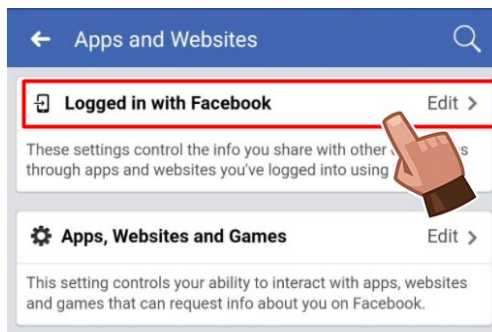 Apps and Websites
Logged in with Facebook Edit >
These settings control the info you share with other
through apps and websites you've logged into using
Apps, Websites and Games Edit >
This setting controls your ability to interact with apps, websites
and games that can request info about you on Facebook.